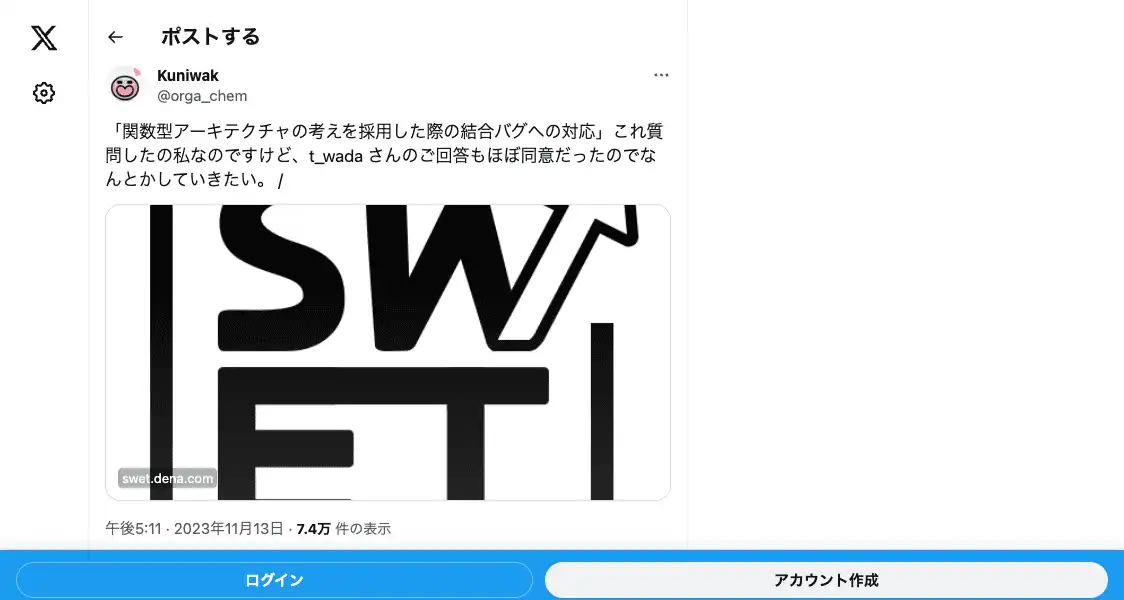 ポストする
Kuniwak
@orga_chem
「関数型アーキテクチャの考えを採用した際の結合バグへの対応」これ質
問したの私なのですけど、t_wada さんのご回答もほぼ同意だったのでな
んとかしていきたい。 /
SW
ET
swet.dena.com
午後5:11 · 2023年11月13日 · 7.4万 件の表示
ログイン
アカウント作成